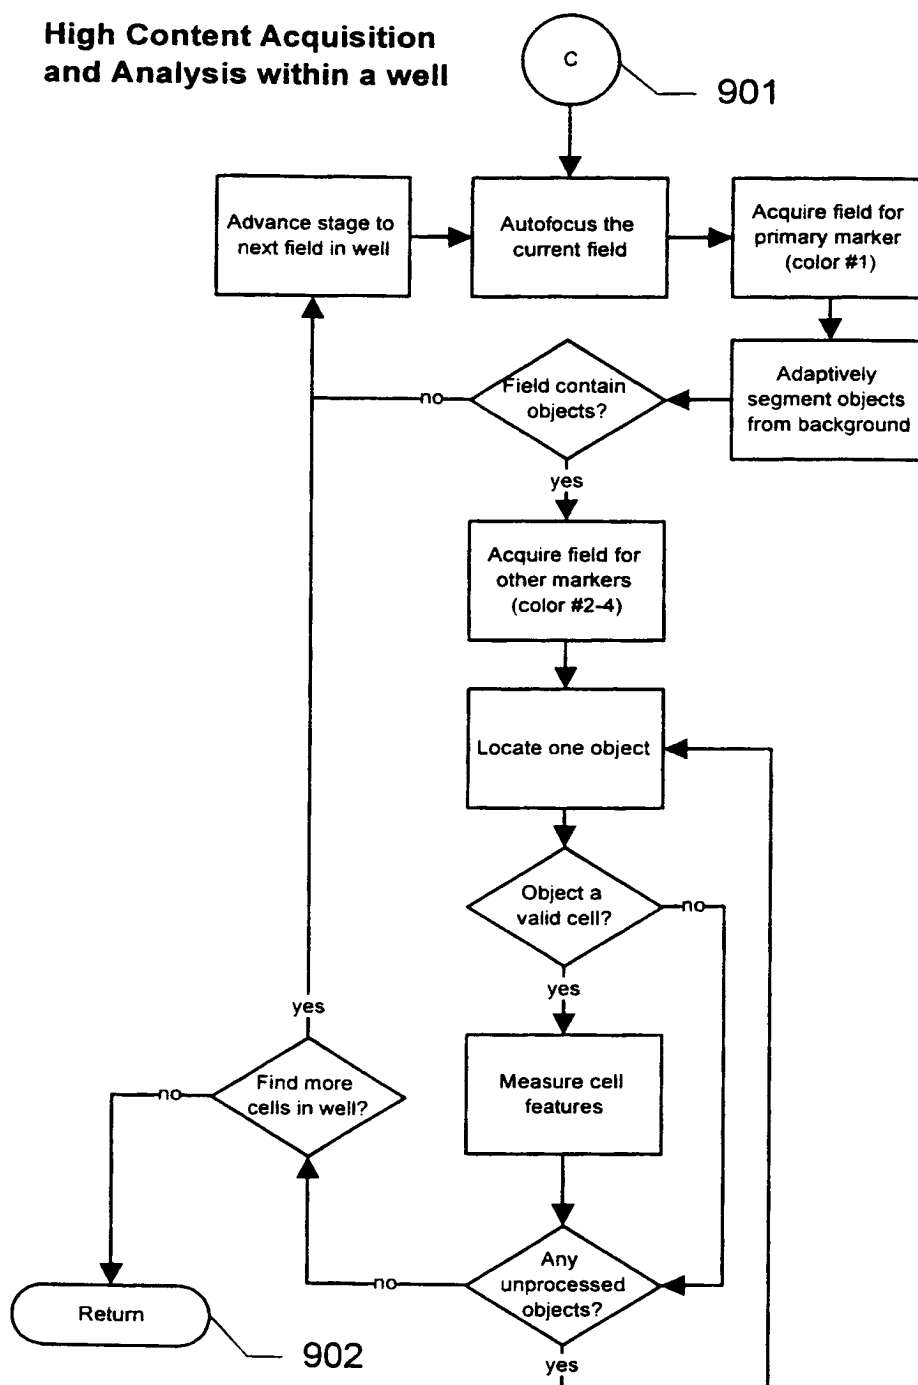 High Content Acquisition
and Analysis within a well
C
901
Advance stage to
next field in well
Autofocus the
current field
Acquire field for
primary marker
(color #1)
Field contain
objects?
no
Adaptively
segment objects
from background
yes
Acquire field for
other markers
(color #2-4)
Locate one object
Object a
valid cell?
no
yes
Measure cell
features
yes
Find more
cells in well?
no
Any
unprocessed
objects?
no
yes
Return
902